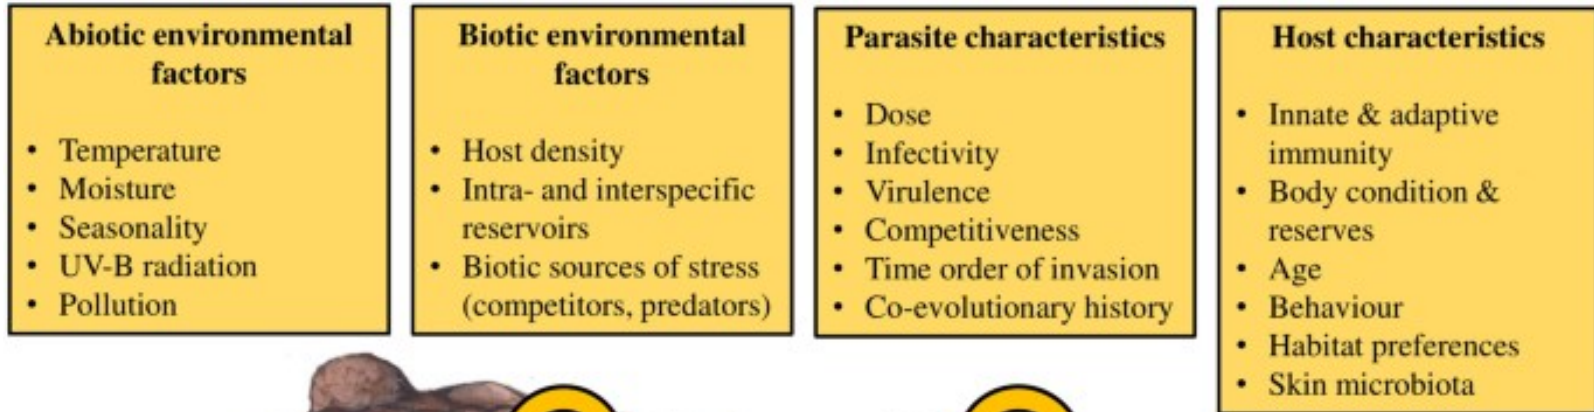 Abiotic environmental
factors
• Temperature
• Moisture
• Seasonality
• UV-B radiation
• Pollution
Biotic environmental
factors
• Host density
• Intra- and interspecific
reservoirs
• Biotic sources of stress
(competitors, predators)
Parasite characteristics
• Dose
• Infectivity
• Virulence
• Competitiveness
• Time order of invasion
• Co-evolutionary history
Host characteristics
• Innate & adaptive
immunity
• Body condition &
reserves
• Age
• Behaviour
• Habitat preferences
• Skin microbiota